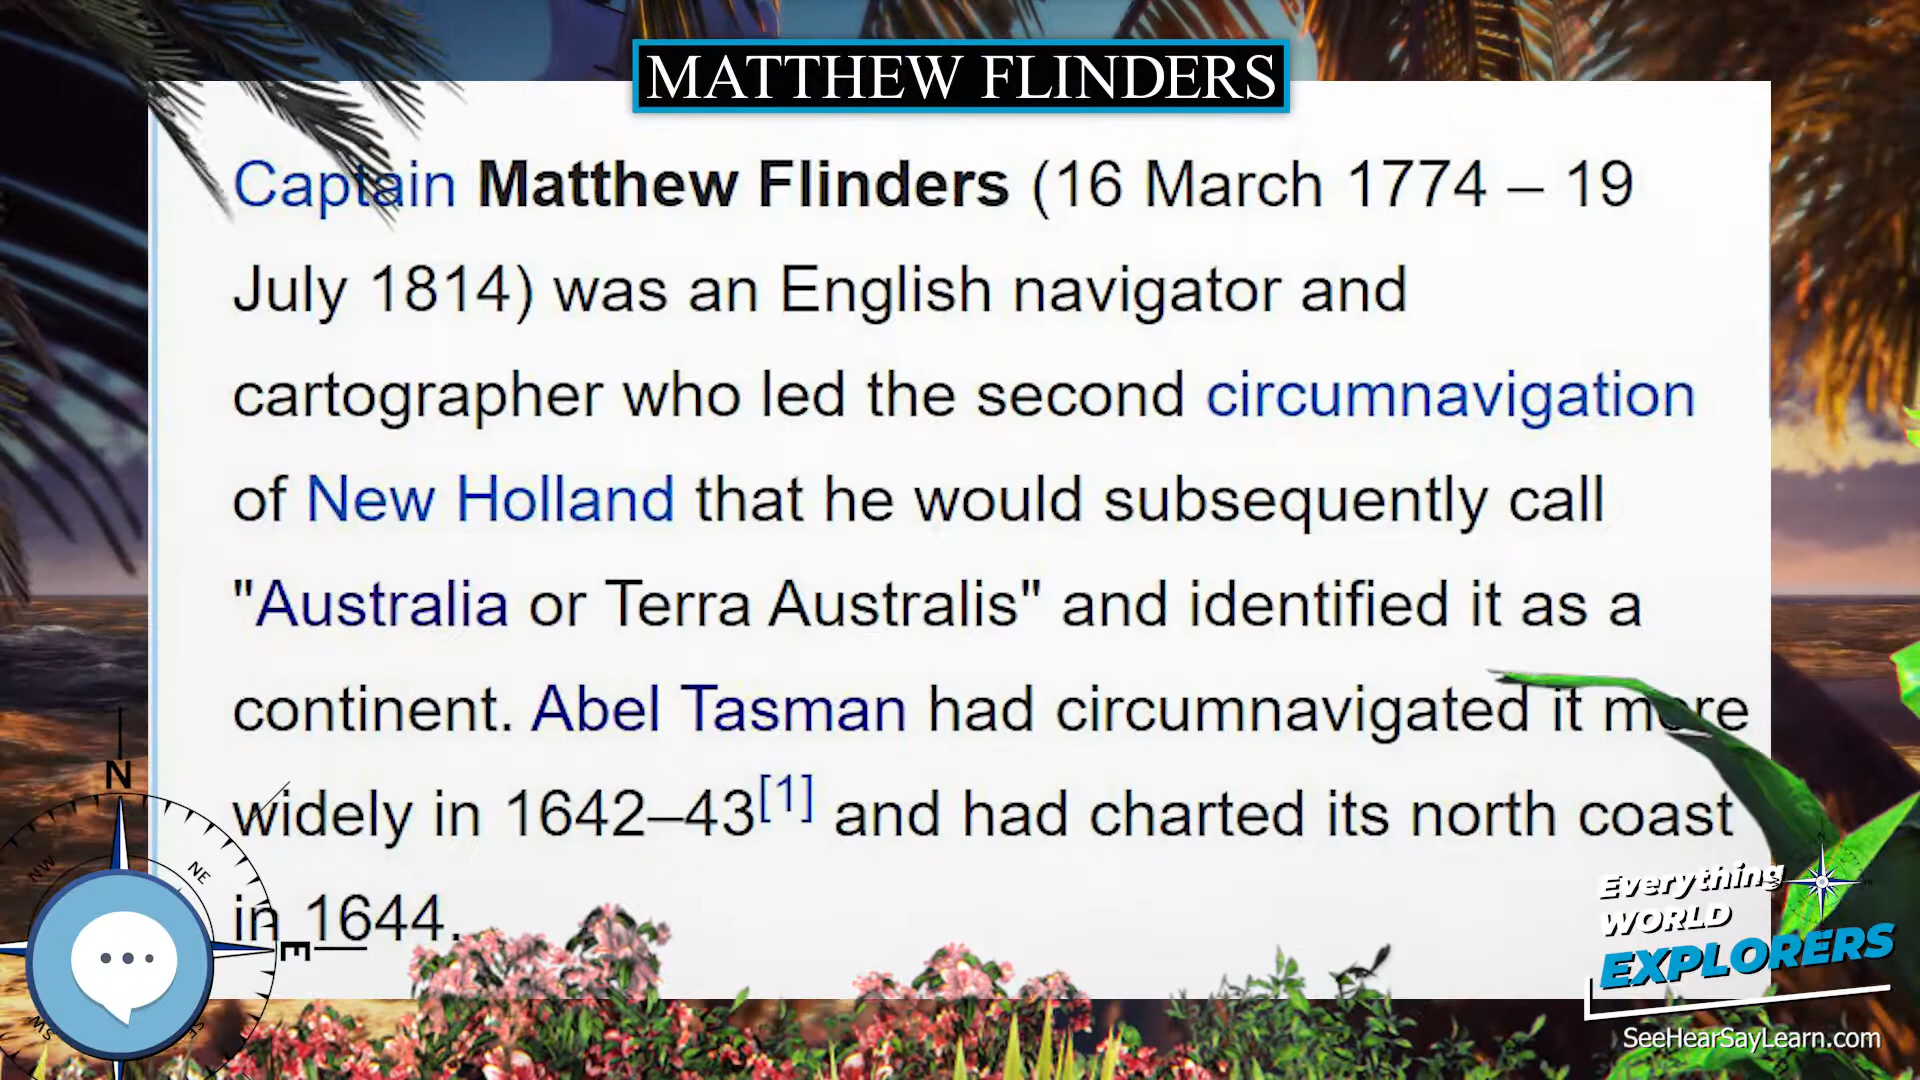 MATTHEW FLINDERS
Captain Matthew Flinders (16 March 1774 – 19
July 1814) was an English navigator and
cartographer who led the second circumnavigation
of New Holland that he would subsequently call
"Australia or Terra Australis" and identified it as a
continent. Abel Tasman had circumnavigated it more
widely in 1642–43[1] and had charted its north coast
in 1644.
N
NW
NE
E
SW
SE
Everything
WORLD
EXPLORERS
SeeHearSayLearn.com